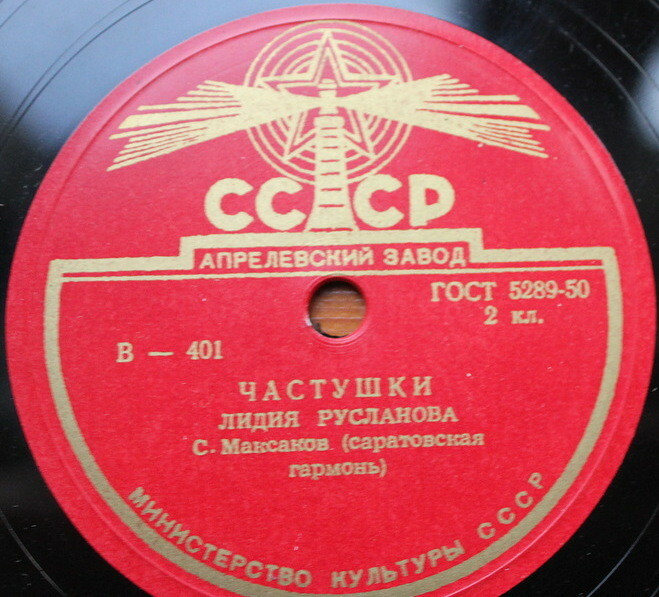 СССР
АПРЕЛЕВСКИЙ ЗАВОД
ГОСТ 5289-50
2 кл.
В — 401
ЧАСТУШКИ
ЛИДИЯ РУСЛАНОВА
С. Максаков (саратовская
гармонь)
МИНИСТЕРСТВО КУЛЬТУРЫ СССР